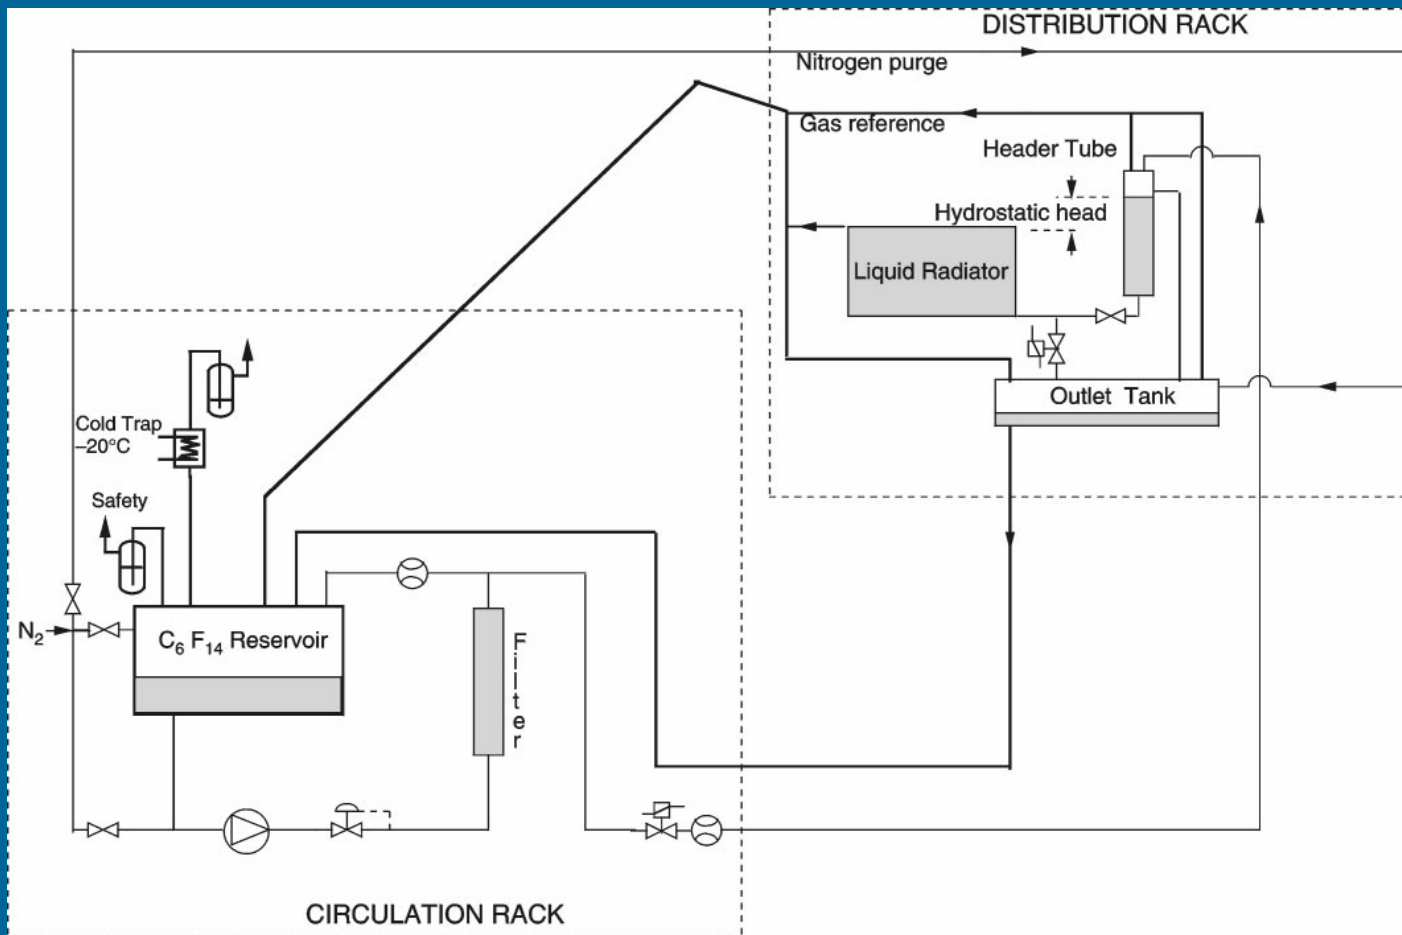 DISTRIBUTION RACK
Nitrogen purge
Gas reference
Header Tube
Hydrostatic head
Liquid Radiator
Outlet Tank
Cold Trap
–20°C
Safety
N2
C6 F14 Reservoir
Filter
CIRCULATION RACK